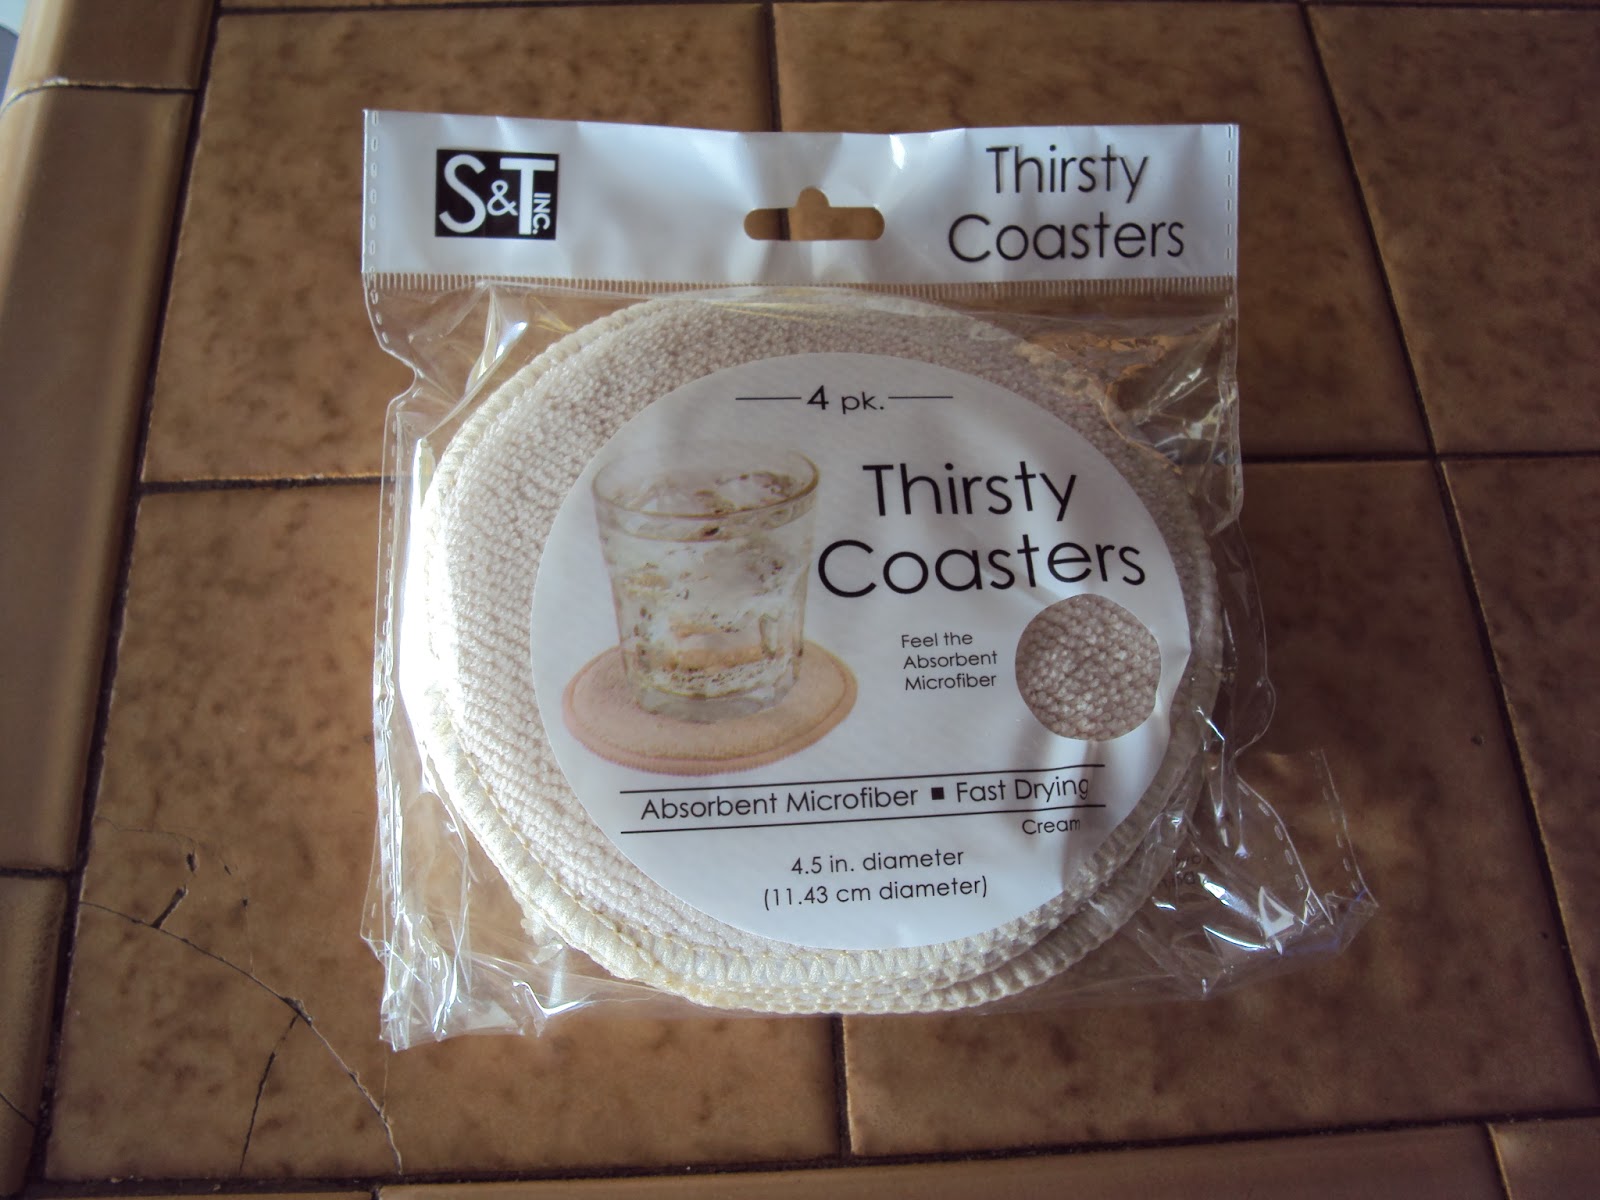 S&T INC.
Thirsty
Coasters
4 pk.
Thirsty
Coasters
Feel the
Absorbent
Microfiber
Absorbent Microfiber ■ Fast Drying
Cream
4.5 in. diameter
(11.43 cm diameter)